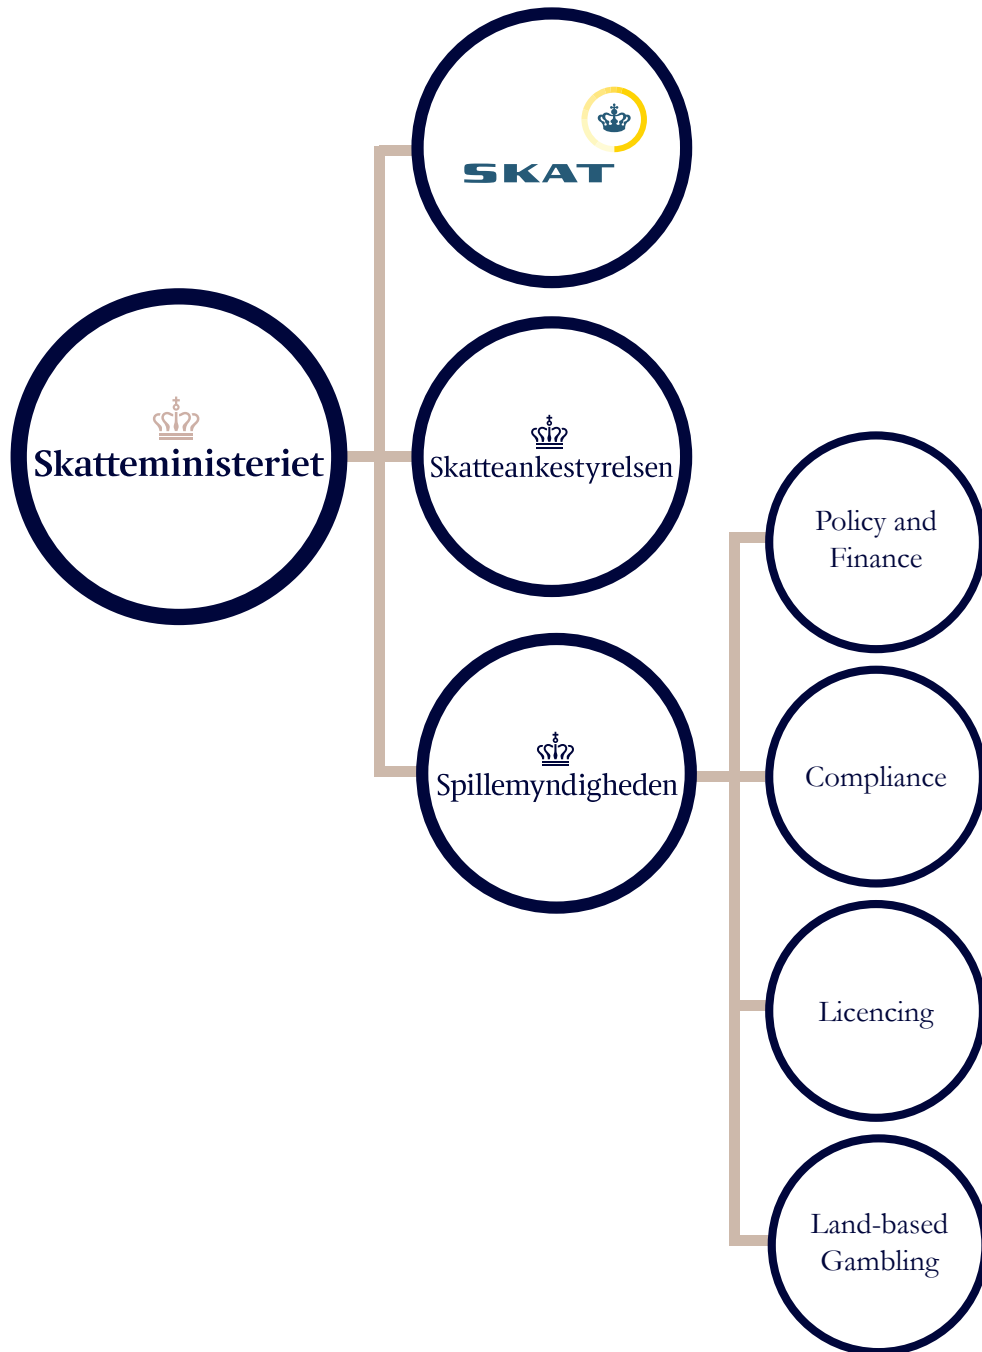 SKAT
Skatteministeriet
Skatteankestyrelsen
Spillemyndigheden
Policy and
Finance
Compliance
Licencing
Land-based
Gambling